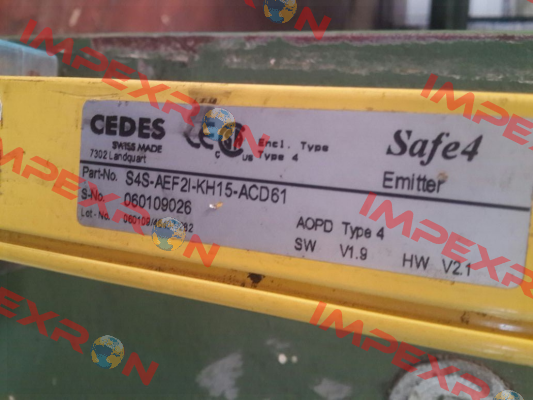 IMPEXRON
CEDES
SWISS MADE
7302 Landquart
CE
c us
Encl. Type
Type 4
Safe4
Emitter
Part-No. S4S-AEF2I-KH15-ACD61
S-No. 060109026
Lot - No.
AOPD Type 4
SW V1.9 HW V2.1